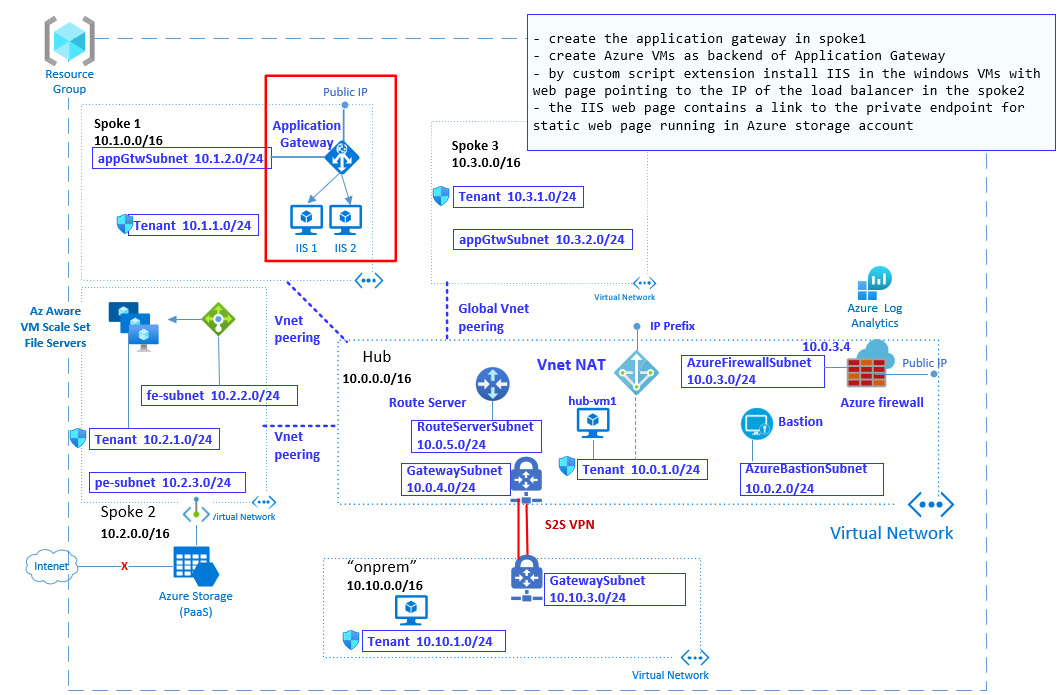 Resource
Group
- create the application gateway in spoke1
- create Azure VMs as backend of Application Gateway
- by custom script extension install IIS in the windows VMs with
web page pointing to the IP of the load balancer in the spoke2
- the IIS web page contains a link to the private endpoint for
static web page running in Azure storage account
Public IP
Spoke 1
10.1.0.0/16
Application
Gateway
appGtwSubnet 10.1.2.0/24
Tenant 10.1.1.0/24
IIS 1
IIS 2
Spoke 3
10.3.0.0/16
Tenant 10.3.1.0/24
appGtwSubnet 10.3.2.0/24
Virtual Network
Az Aware
VM Scale Set
File Servers
Vnet
peering
Global Vnet
peering
IP Prefix
Azure Log
Analytics
Hub
10.0.0.0/16
Vnet NAT
10.0.3.4
AzureFirewallSubnet
10.0.3.0/24
Public IP
Azure firewall
fe-subnet 10.2.2.0/24
Route Server
hub-vm1
RouteServerSubnet
10.0.5.0/24
Bastion
Tenant 10.2.1.0/24
Vnet
peering
GatewaySubnet
10.0.4.0/24
Tenant 10.0.1.0/24
AzureBastionSubnet
10.0.2.0/24
pe-subnet 10.2.3.0/24
Spoke 2
10.2.0.0/16
Virtual Network
S2S VPN
Virtual Network
Intenet
X
Azure Storage
(PaaS)
“onprem”
10.10.0.0/16
GatewaySubnet
10.10.3.0/24
Tenant 10.10.1.0/24
Virtual Network